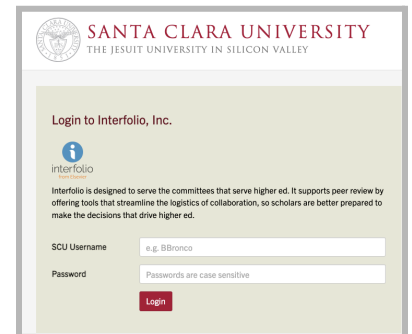 SANTA CLARA UNIVERSITY
THE JESUIT UNIVERSITY IN SILICON VALLEY
Login to Interfolio, Inc.
interfolio
from Elsevier
Interfolio is designed to serve the committees that serve higher ed. It supports peer review by
offering tools that streamline the logistics of collaboration, so scholars are better prepared to
make the decisions that drive higher ed.
SCU Username
e.g. BBronco
Password
Passwords are case sensitive
Login